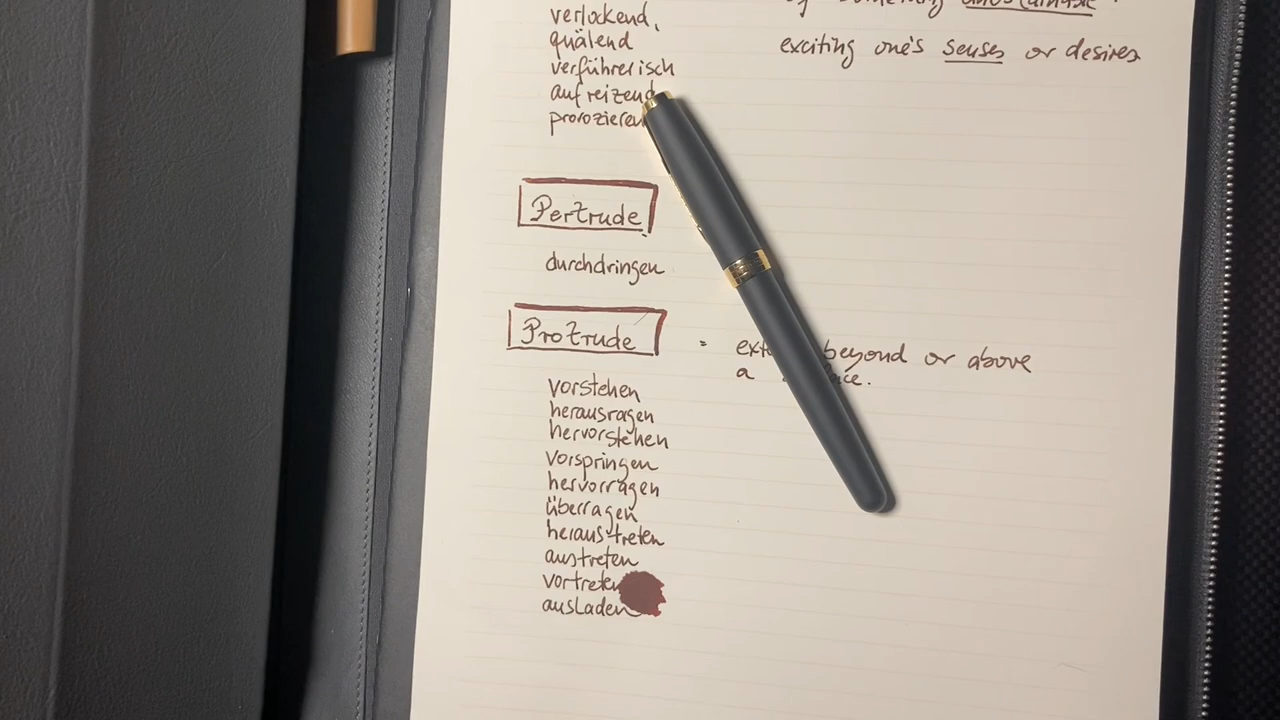 verlockend,
quälend
verführerisch
aufreizend
exciting one's senses or desires
Pertrude
durchdringen
Protrude
= beyond or above
a
vorstehen
herausragen
hervorstehen
vorspringen
hervorragen
überragen
heraustreten
austreten
vortreten
ausladen